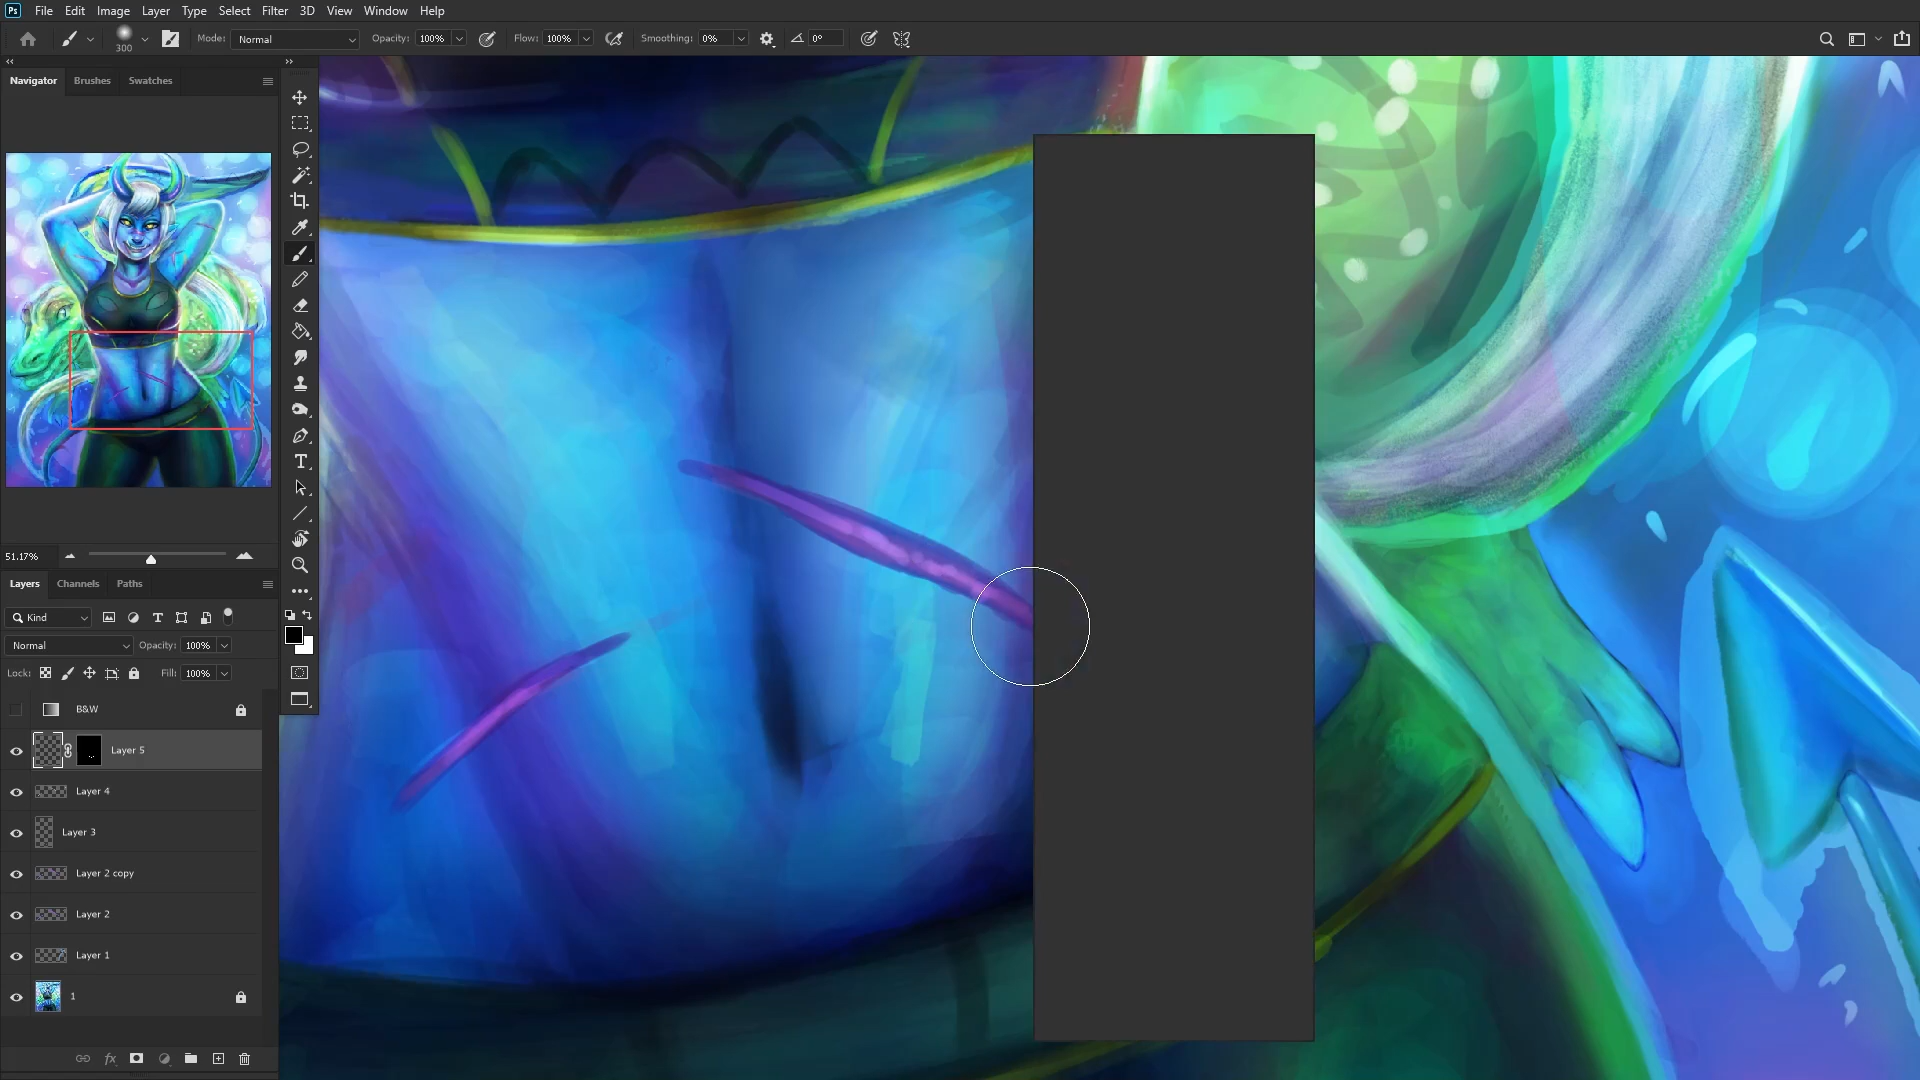 Ps File Edit Image Layer Type Select Filter 3D View Window Help
300 Mode: Normal Opacity: 100% Flow: 100% Smoothing: 0% 0°
Navigator Brushes Swatches
51.17%
Layers Channels Paths
Kind
Normal Opacity: 100%
Lock: Fill: 100%
B&W
Layer 5
Layer 4
Layer 3
Layer 2 copy
Layer 2
Layer 1
1
fx